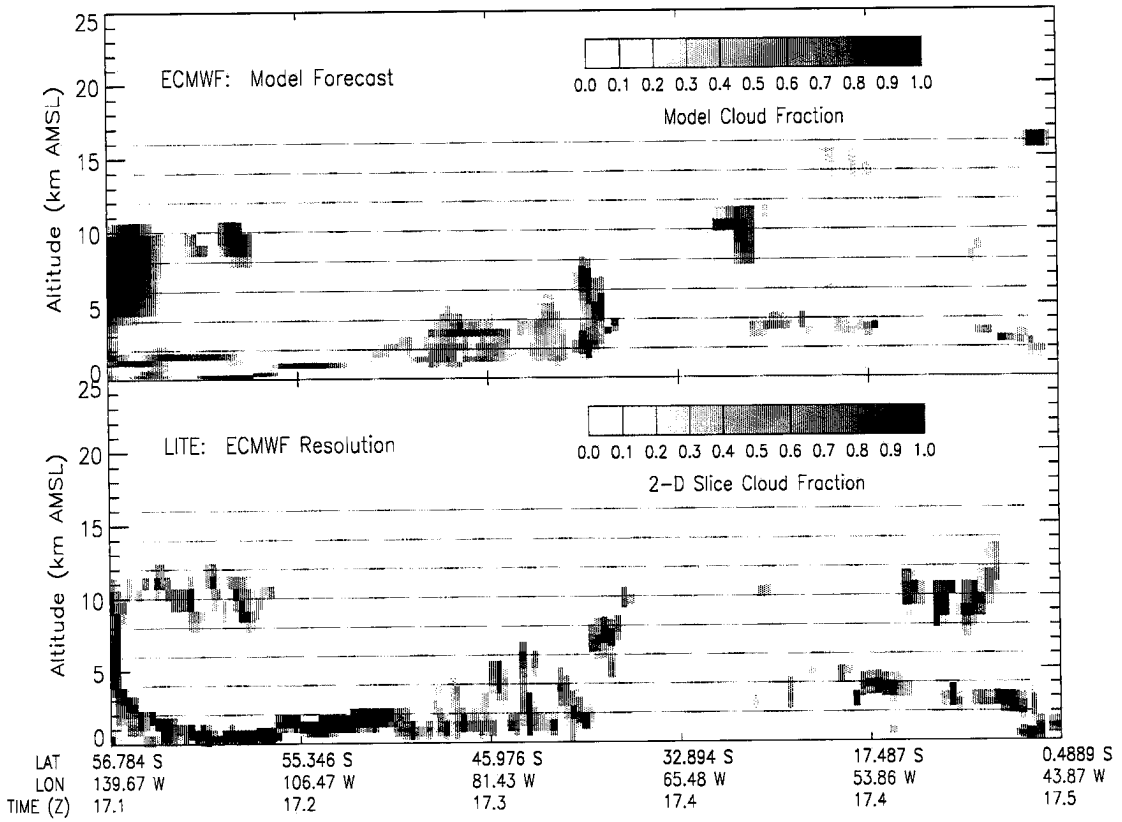 25
20
15
10
5
0
Altitude (km AMSL)
ECMWF: Model Forecast
0.0 0.1 0.2 0.3 0.4 0.5 0.6 0.7 0.8 0.9 1.0
Model Cloud Fraction
25
20
15
10
5
0
Altitude (km AMSL)
LITE: ECMWF Resolution
0.0 0.1 0.2 0.3 0.4 0.5 0.6 0.7 0.8 0.9 1.0
2-D Slice Cloud Fraction
LAT 56.784 S 55.346 S 45.976 S 32.894 S 17.487 S 0.4889 S
LON 139.67 W 106.47 W 81.43 W 65.48 W 53.86 W 43.87 W
TIME (Z) 17.1 17.2 17.3 17.4 17.4 17.5